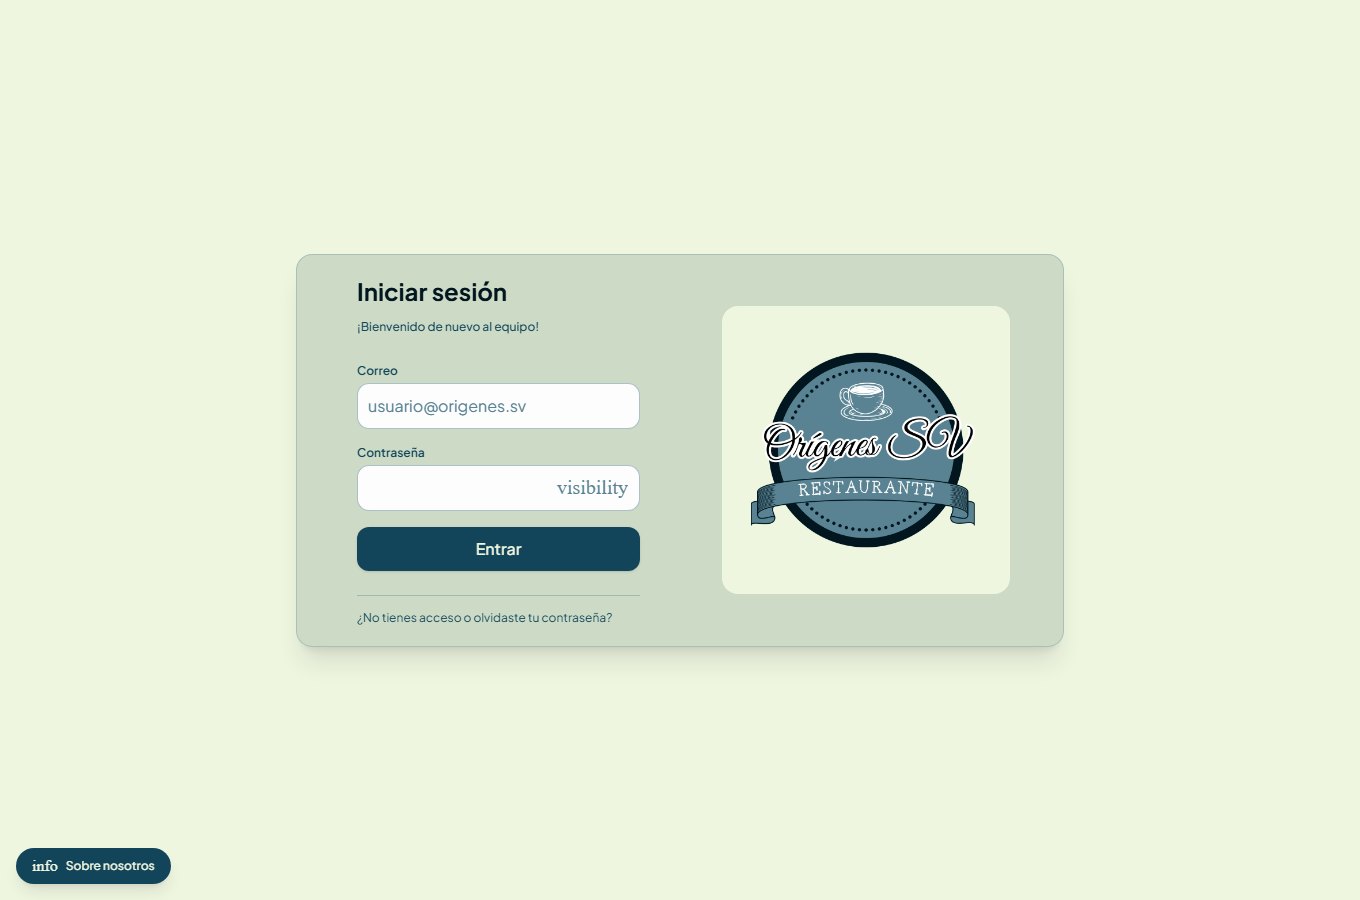 Iniciar sesión
¡Bienvenido de nuevo al equipo!
Correo
usuario@origenes.sv
Contraseña
visibility
Entrar
¿No tienes acceso o olvidaste tu contraseña?
Orígenes SV
RESTAURANTE
info Sobre nosotros